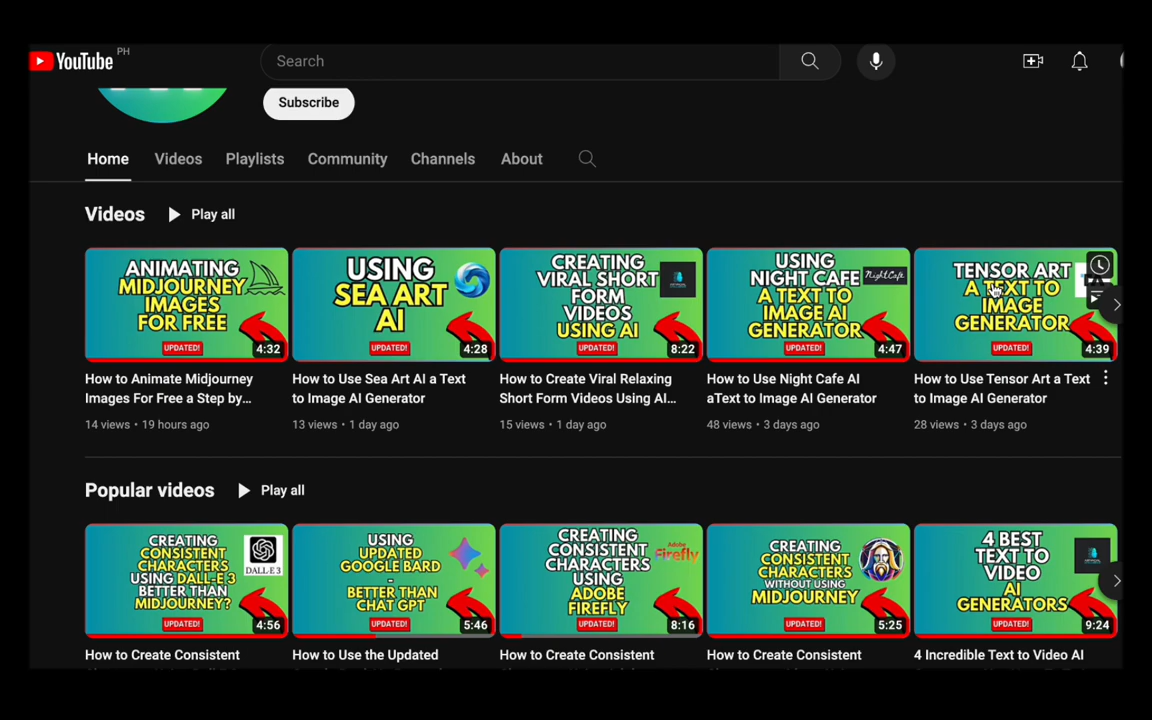 YouTube PH
Search
Subscribe
Home Videos Playlists Community Channels About
Videos Play all
ANIMATING
MIDJOURNEY
IMAGES
FOR FREE
UPDATED!
4:32
USING
SEA ART
AI
UPDATED!
4:28
CREATING
VIRAL SHORT
FORM
VIDEOS
USING AI
UPDATED!
8:22
USING
NIGHT CAFE
A TEXT TO
IMAGE AI
GENERATOR
NightCafe
UPDATED!
4:47
TENSOR ART
A TEXT TO
IMAGE
GENERATOR
UPDATED!
4:39
How to Animate Midjourney
Images For Free a Step by...
14 views • 19 hours ago
How to Use Sea Art AI a Text
to Image AI Generator
13 views • 1 day ago
How to Create Viral Relaxing
Short Form Videos Using AI...
15 views • 1 day ago
How to Use Night Cafe AI
aText to Image AI Generator
48 views • 3 days ago
How to Use Tensor Art a Text
to Image AI Generator
28 views • 3 days ago
Popular videos Play all
CREATING
CONSISTENT
CHARACTERS
USING DALL-E 3
BETTER THAN
MIDJOURNEY?
DALL-E 3
UPDATED!
4:56
USING
UPDATED
GOOGLE BARD
-
BETTER THAN
CHAT GPT
UPDATED!
5:46
CREATING
CONSISTENT
CHARACTERS
USING
ADOBE
FIREFLY
Adobe
Firefly
UPDATED!
8:16
CREATING
CONSISTENT
CHARACTERS
WITHOUT USING
MIDJOURNEY
UPDATED!
5:25
4 BEST
TEXT TO
VIDEO
AI
GENERATORS
UPDATED!
9:24
How to Create Consistent
How to Use the Updated
How to Create Consistent
How to Create Consistent
4 Incredible Text to Video AI